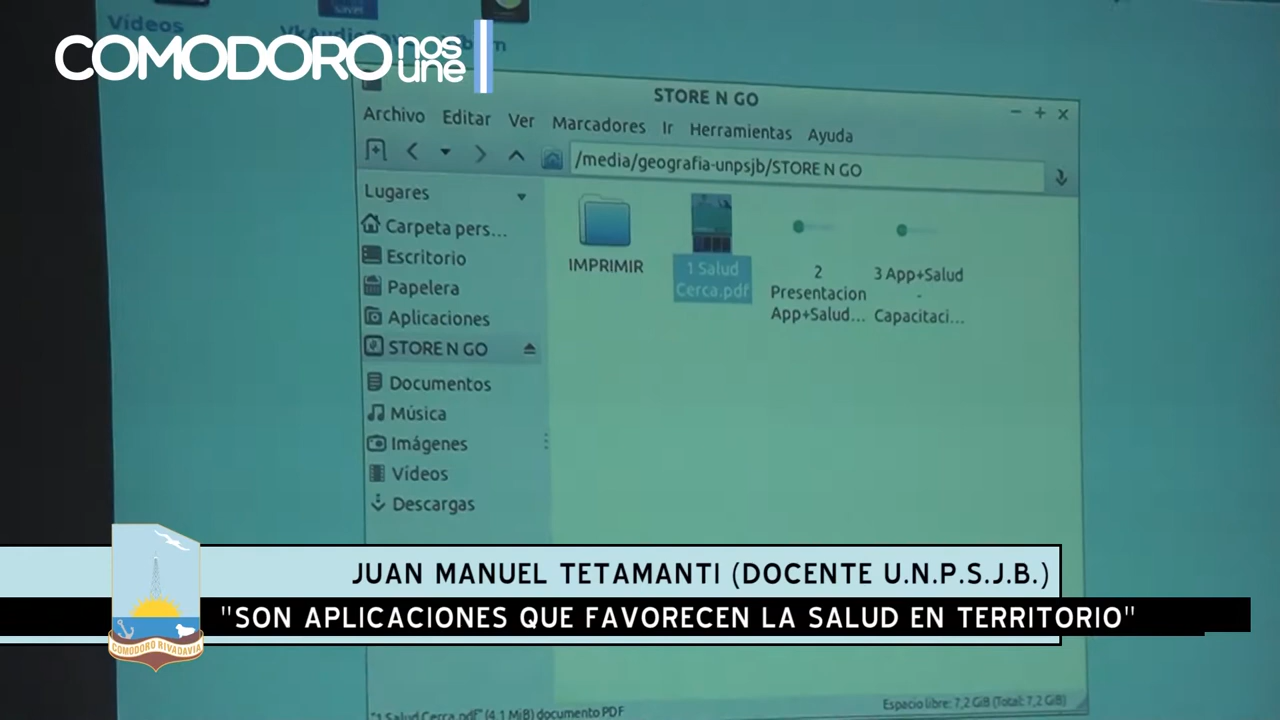 Vídeos
COMODORO nos une
STORE N GO
Archivo Editar Ver Marcadores Ir Herramientas Ayuda
/media/geografia-unpsjb/STORE N GO
Lugares
Carpeta pers...
Escritorio
Papelera
Aplicaciones
STORE N GO
Documentos
Música
Imágenes
Vídeos
Descargas
IMPRIMIR
1 Salud
Cerca.pdf
2
Presentacion
App+Salud...
3 App+Salud
-
Capacitaci...
JUAN MANUEL TETAMANTI (DOCENTE U.N.P.S.J.B.)
"SON APLICACIONES QUE FAVORECEN LA SALUD EN TERRITORIO"
COMODORO RIVADAVIA
"1 Salud Cerca.pdf" (4,1 MiB) documento PDF
Espacio libre: 7,2 GiB (Total: 7,2 GiB)